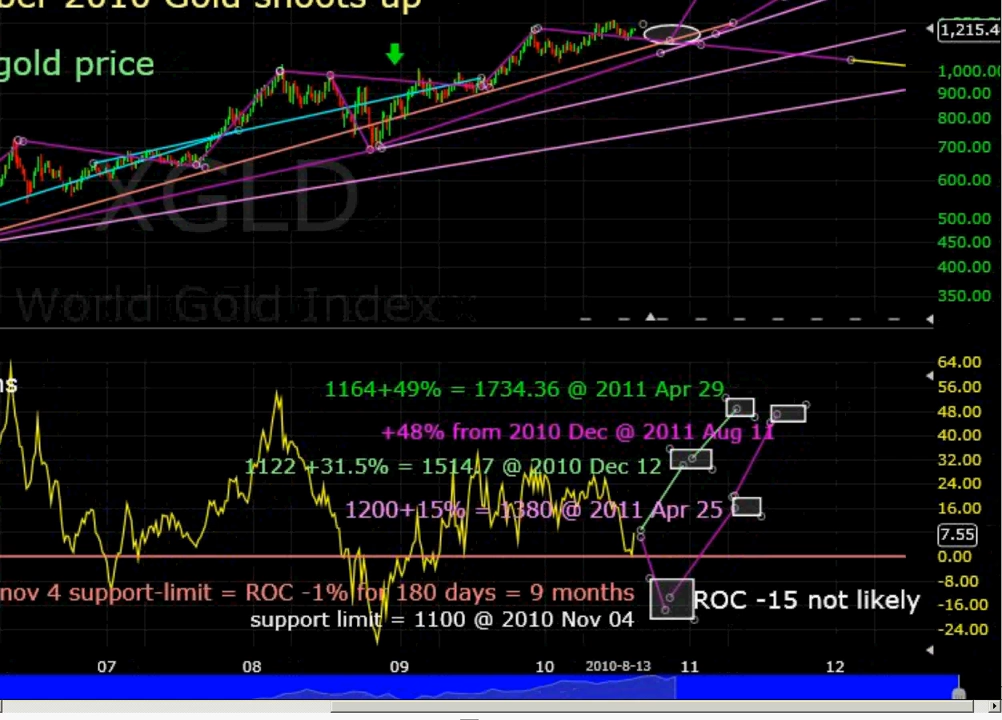 ber 2010 Gold shoots up
gold price
1,215.4
1,000.00
900.00
800.00
700.00
600.00
500.00
450.00
400.00
350.00
XGLD
World Gold Index
ns
64.00
56.00
48.00
40.00
32.00
24.00
16.00
7.55
0.00
-8.00
-16.00
-24.00
1164+49% = 1734.36 @ 2011 Apr 29
+48% from 2010 Dec @ 2011 Aug 11
1122 +31.5% = 1514.7 @ 2010 Dec 12
1200+15% = 1380 @ 2011 Apr 25
nov 4 support-limit = ROC -1% for 180 days = 9 months
ROC -15 not likely
support limit = 1100 @ 2010 Nov 04
07 08 09 10 2010-8-13 11 12